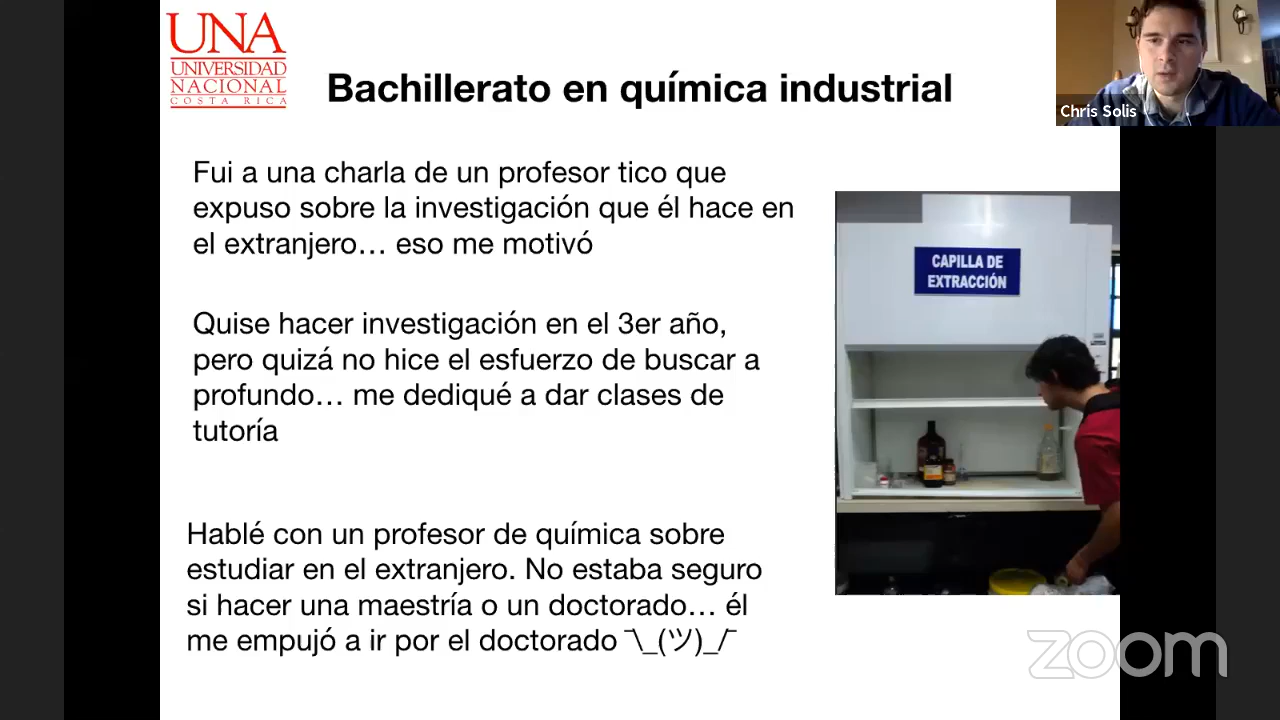 UNA
UNIVERSIDAD
NACIONAL
COSTA RICA
Bachillerato en química industrial
Chris Solis
Fui a una charla de un profesor tico que
expuso sobre la investigación que él hace en
el extranjero… eso me motivó
CAPILLA DE
EXTRACCIÓN
Quise hacer investigación en el 3er año,
pero quizá no hice el esfuerzo de buscar a
profundo… me dediqué a dar clases de
tutoría
Hablé con un profesor de química sobre
estudiar en el extranjero. No estaba seguro
si hacer una maestría o un doctorado… él
me empujó a ir por el doctorado ¯\_(ツ)_/¯
zoom